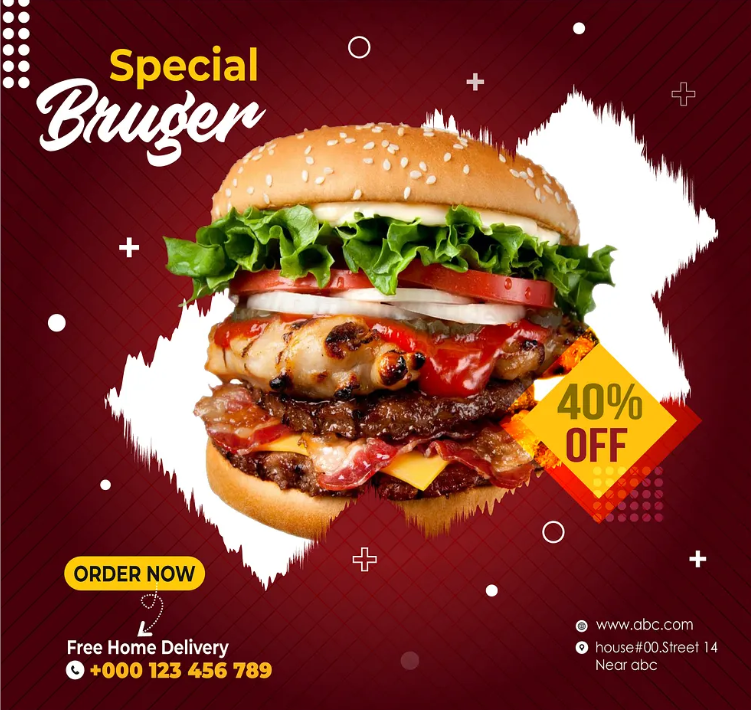 Special
Bruger
40%
OFF
ORDER NOW
Free Home Delivery
+000 123 456 789
www.abc.com
house#00.Street 14
Near abc